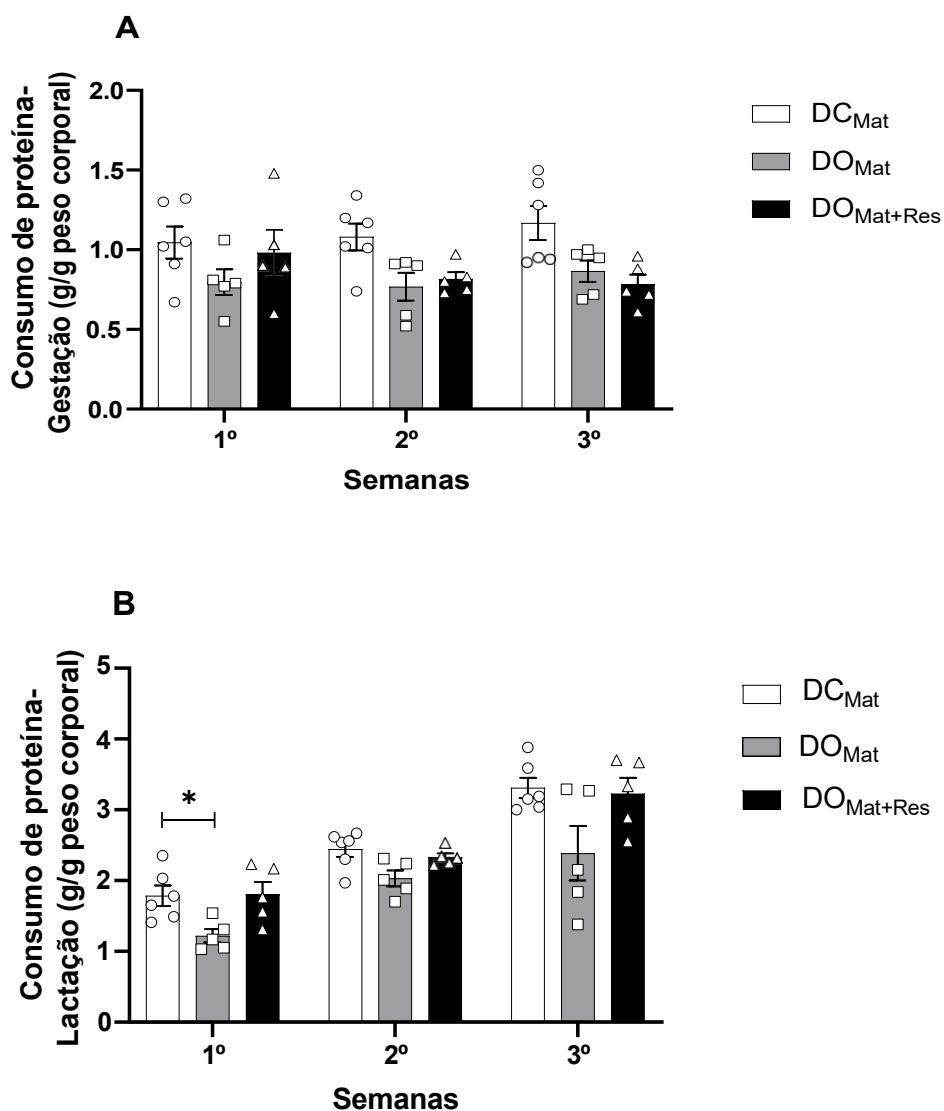 A
Consumo de proteína-
Gestação (g/g peso corporal)
2.0
1.5
1.0
0.5
0.0
1º
2º
3º
Semanas
DCMat
DOMat
DOMat+Res
B
Consumo de proteína-
Lactação (g/g peso corporal)
5
4
3
2
1
0
*
1º
2º
3º
Semanas
DCMat
DOMat
DOMat+Res